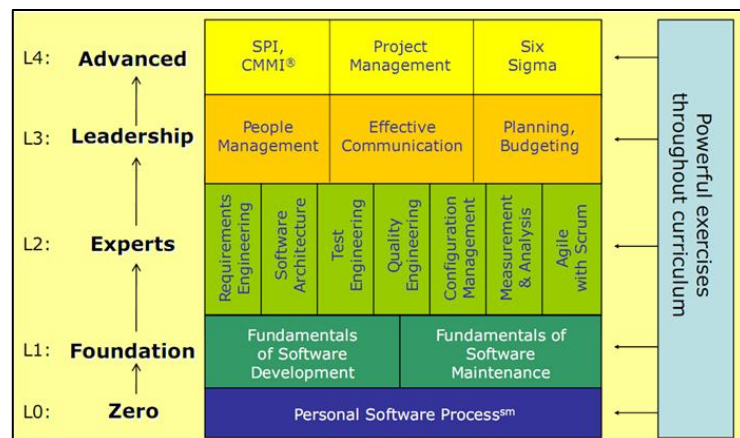 L4:
Advanced
SPI,
CMMI®
Project
Management
Six
Sigma
L3:
Leadership
People
Management
Effective
Communication
Planning,
Budgeting
L2:
Experts
Requirements
Engineering
Software
Architecture
Test
Engineering
Quality
Engineering
Configuration
Management
Measurement
& Analysis
Agile
with Scrum
L1:
Foundation
Fundamentals
of Software
Development
Fundamentals of
Software
Maintenance
L0:
Zero
Personal Software Processsm
Powerful exercises
throughout curriculum